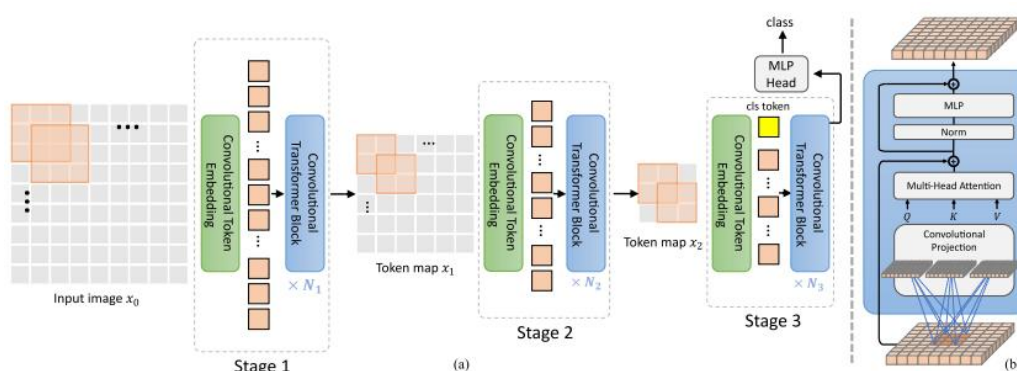 class
MLP
Head
cls token
Convolutional Token
Embedding
Convolutional
Transformer Block
× N₁
Input image x₀
Stage 1
Token map x₁
Convolutional Token
Embedding
Convolutional
Transformer Block
× N₂
Stage 2
Token map x₂
Convolutional Token
Embedding
Convolutional
Transformer Block
× N₃
Stage 3
(a)
MLP
Norm
Multi-Head Attention
Q K V
Convolutional
Projection
(b